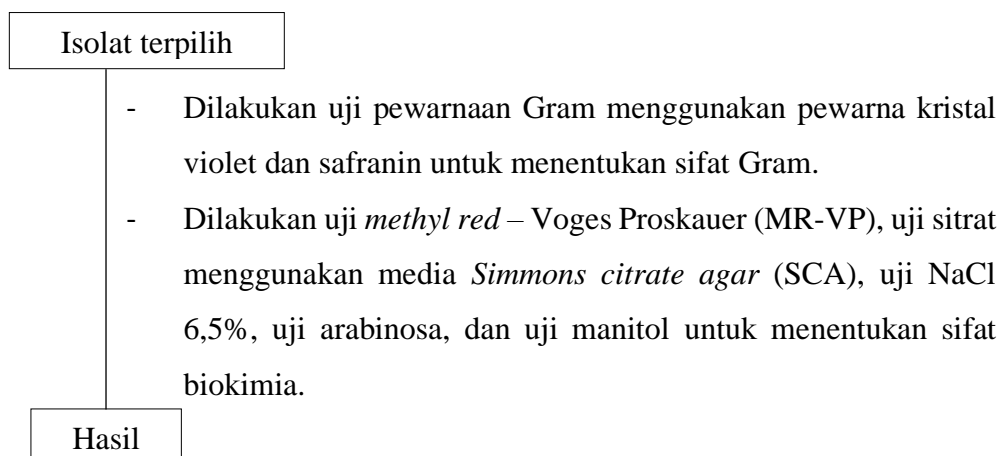 Isolat terpilih
- Dilakukan uji pewarnaan Gram menggunakan pewarna kristal
violet dan safranin untuk menentukan sifat Gram.
- Dilakukan uji methyl red – Voges Proskauer (MR-VP), uji sitrat
menggunakan media Simmons citrate agar (SCA), uji NaCl
6,5%, uji arabinosa, dan uji manitol untuk menentukan sifat
biokimia.
Hasil